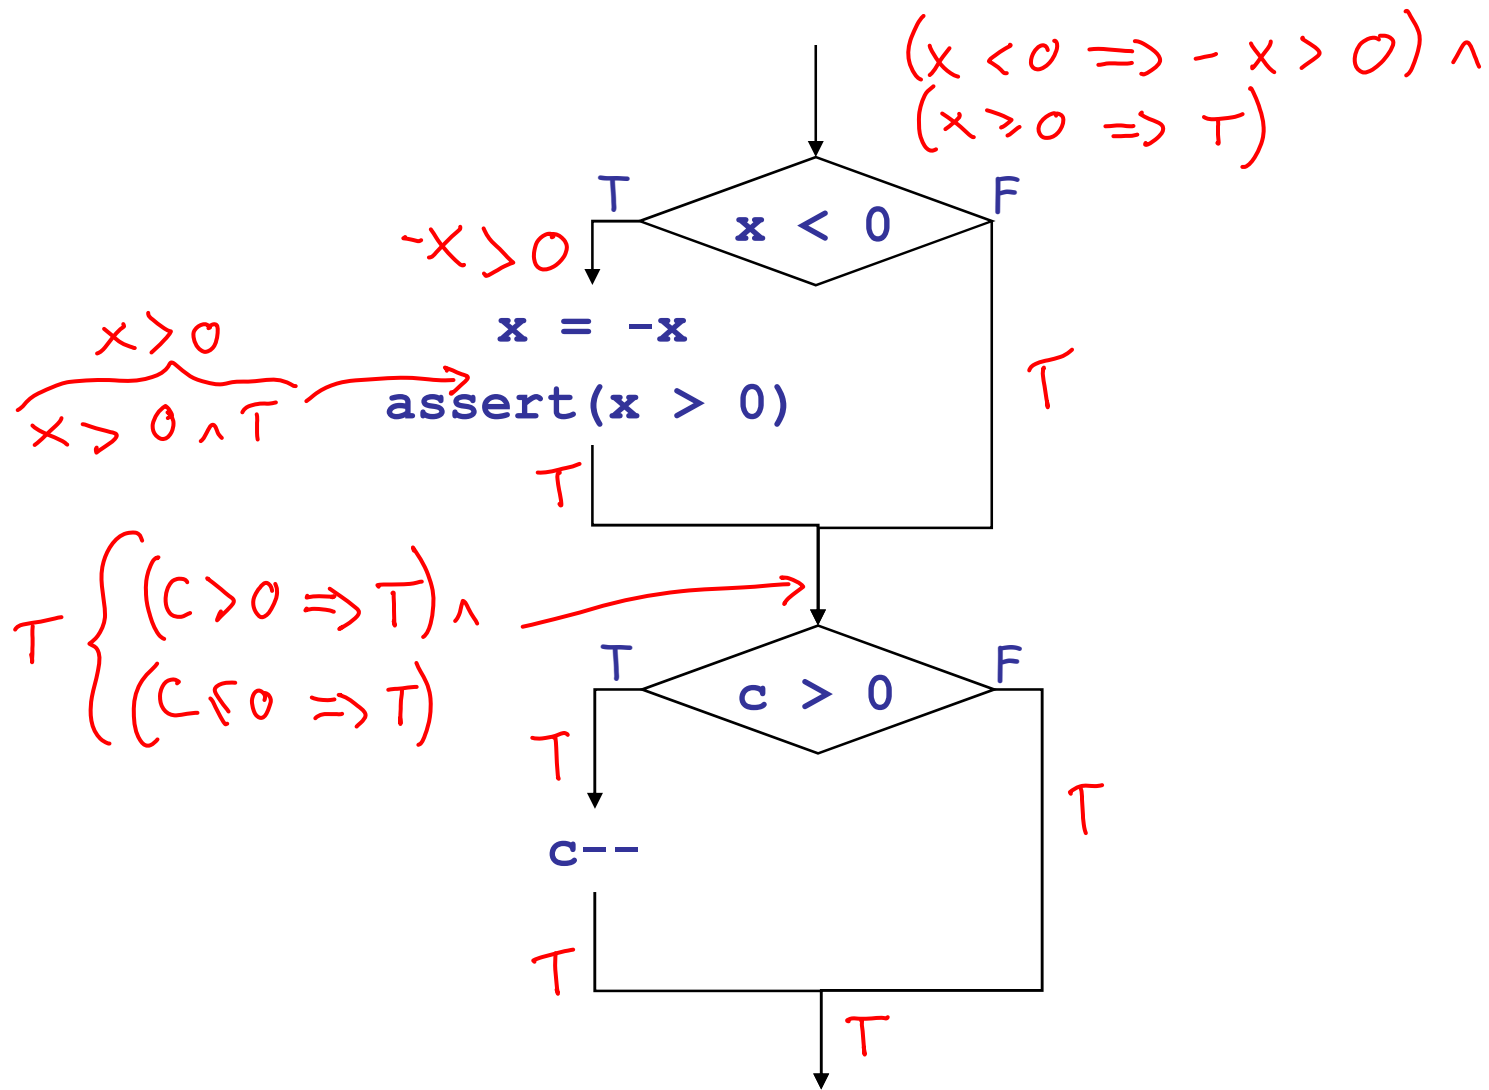 (x < 0 => - x > 0) ∧
(x ≥ 0 => T)
T
F
x < 0
-x > 0
x = -x
x > 0
T
assert(x > 0)
x > 0 ∧ T
T
(c > 0 => T) ∧
T
(c ≤ 0 => T)
T
F
c > 0
T
T
c--
T
T